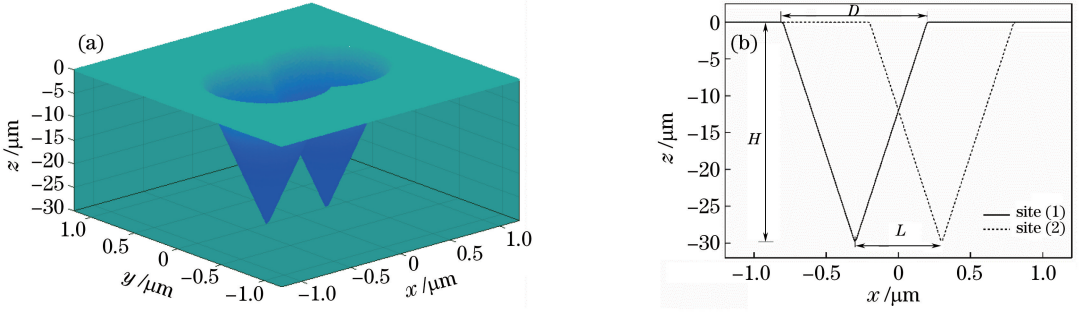 (a)
0
−5
−10
−15
−20
−25
−30
z /μm
1.0
0.5
0
−0.5
−1.0
y /μm
−1.0
−0.5
0
0.5
1.0
x /μm
(b)
D
0
−5
−10
−15
−20
−25
−30
z /μm
H
L
site (1)
site (2)
−1.0 −0.5 0 0.5 1.0
x /μm